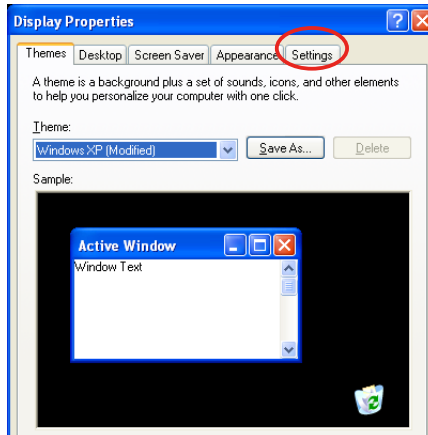 Display Properties
Themes Desktop Screen Saver Appearance Settings
A theme is a background plus a set of sounds, icons, and other elements
to help you personalize your computer with one click.
Theme:
Windows XP (Modified) Save As... Delete
Sample:
Active Window
Window Text